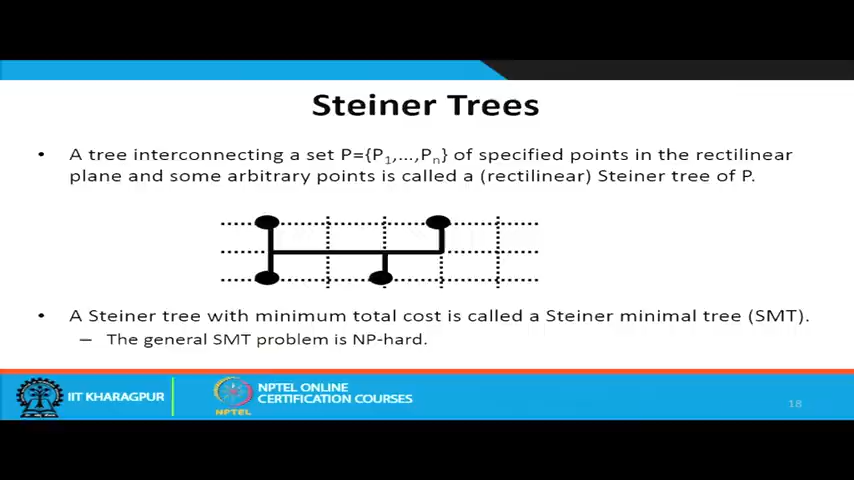 Steiner Trees
• A tree interconnecting a set P={P1,...,Pn} of specified points in the rectilinear
plane and some arbitrary points is called a (rectilinear) Steiner tree of P.
• A Steiner tree with minimum total cost is called a Steiner minimal tree (SMT).
– The general SMT problem is NP-hard.
IIT KHARAGPUR
NPTEL
NPTEL ONLINE
CERTIFICATION COURSES
18